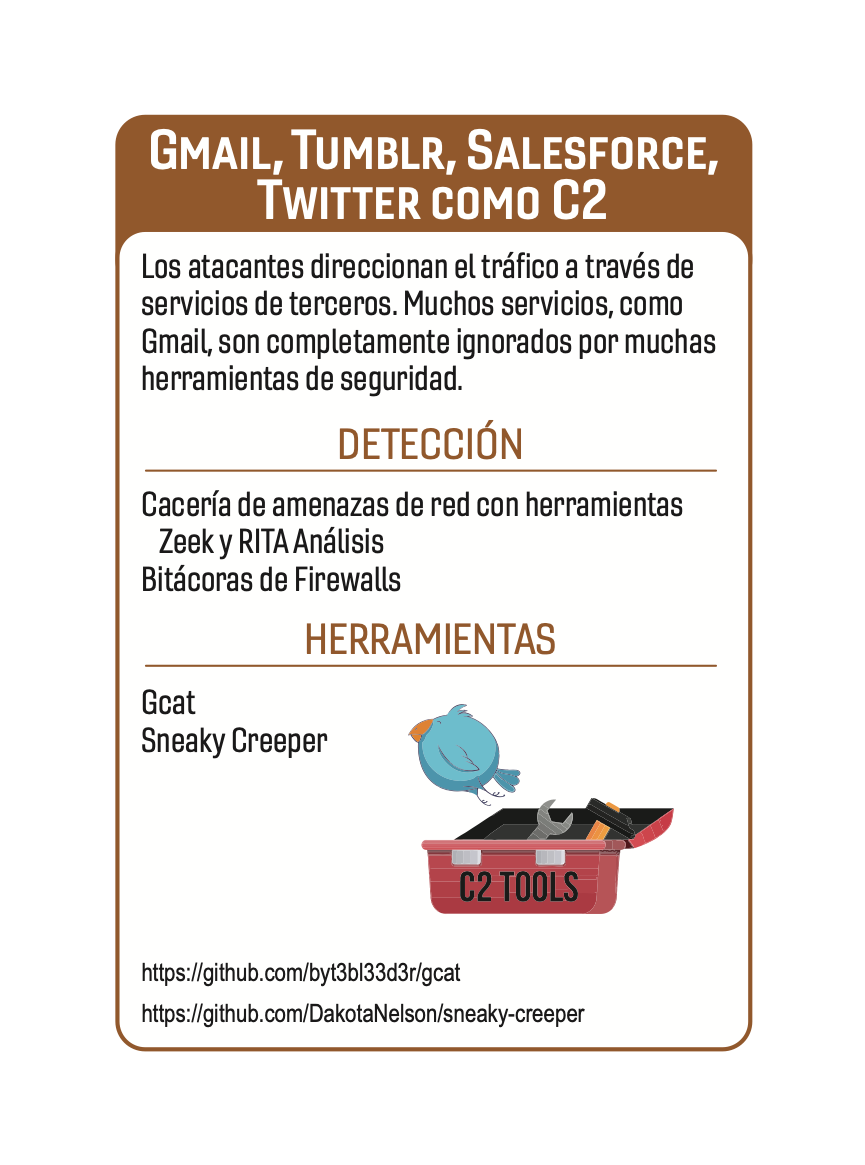 Gmail, Tumblr, Salesforce,
Twitter como C2
Los atacantes direccionan el tráfico a través de
servicios de terceros. Muchos servicios, como
Gmail, son completamente ignorados por muchas
herramientas de seguridad.
DETECCIÓN
Cacería de amenazas de red con herramientas
Zeek y RITA Análisis
Bitácoras de Firewalls
HERRAMIENTAS
Gcat
Sneaky Creeper
C2 TOOLS
https://github.com/byt3bl33d3r/gcat
https://github.com/DakotaNelson/sneaky-creeper